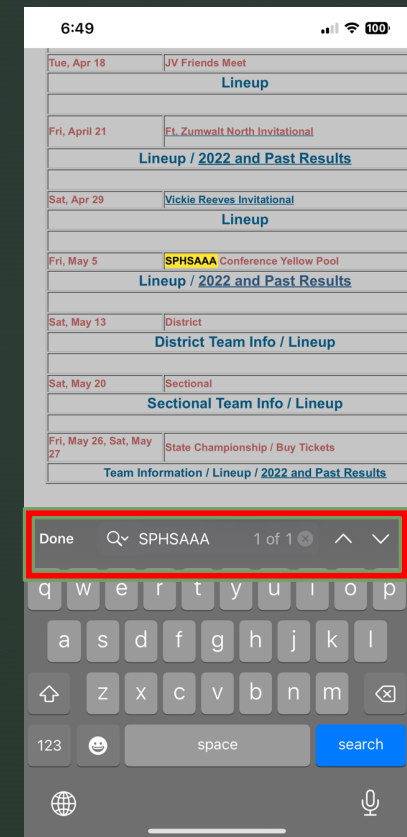 6:49 100
Tue, Apr 18 JV Friends Meet
Lineup
Fri, April 21 Ft. Zumwalt North Invitational
Lineup / 2022 and Past Results
Sat, Apr 29 Vickie Reeves Invitational
Lineup
Fri, May 5 SPHSAAA Conference Yellow Pool
Lineup / 2022 and Past Results
Sat, May 13 District
District Team Info / Lineup
Sat, May 20 Sectional
Sectional Team Info / Lineup
Fri, May 26, Sat, May
27 State Championship / Buy Tickets
Team Information / Lineup / 2022 and Past Results
Done SPHSAAA 1 of 1
q w e r t y u i o p
a s d f g h j k l
z x c v b n m
123 space search